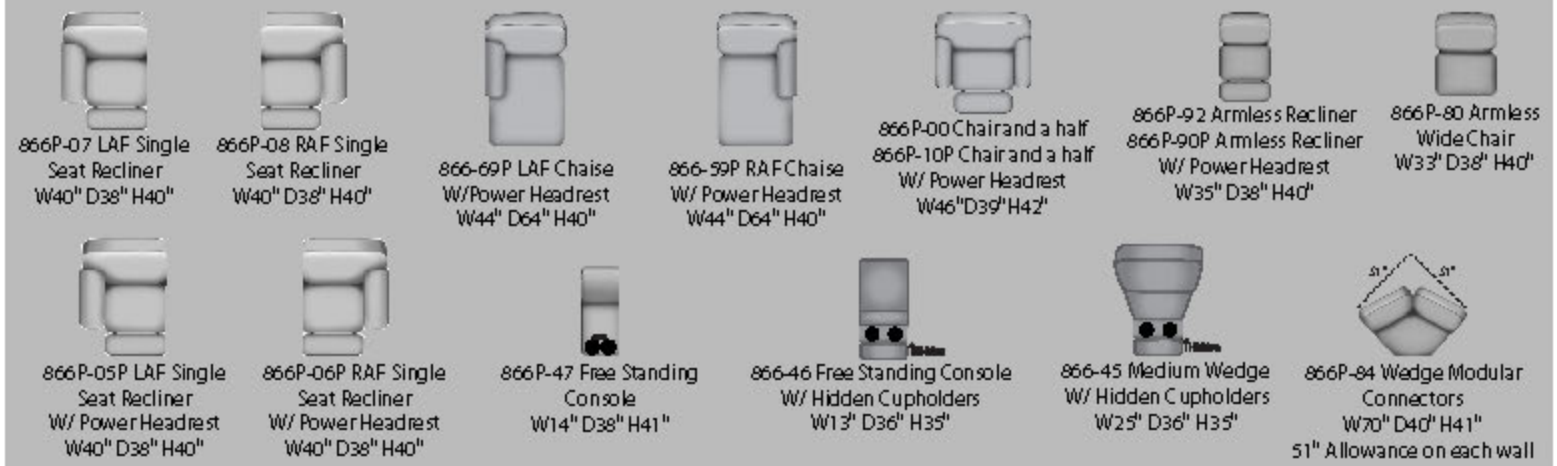 866P-07 LAF Single
Seat Recliner
W40" D38" H40"
866P-08 RAF Single
Seat Recliner
W40" D38" H40"
866-69P LAF Chaise
W/Power Headrest
W44" D64" H40"
866-59P RAF Chaise
W/ Power Headrest
W44" D64" H40"
866P-00 Chair and a half
866P-10P Chair and a half
W/ Power Headrest
W46"D39"H42"
866P-92 Armless Recliner
866P-90P Armless Recliner
W/ Power Headrest
W35" D38" H40"
866P-80 Armless
Wide Chair
W33" D38" H40"
866P-05P LAF Single
Seat Recliner
W/ Power Headrest
W40" D38" H40"
866P-06P RAF Single
Seat Recliner
W/ Power Headrest
W40" D38" H40"
866P-47 Free Standing
Console
W14" D38" H41"
866-46 Free Standing Console
W/ Hidden Cupholders
W13" D36" H35"
866-45 Medium Wedge
W/ Hidden Cupholders
W25" D36" H35"
51" 51"
866P-84 Wedge Modular
Connectors
W70" D40" H41"
51" Allowance on each wall